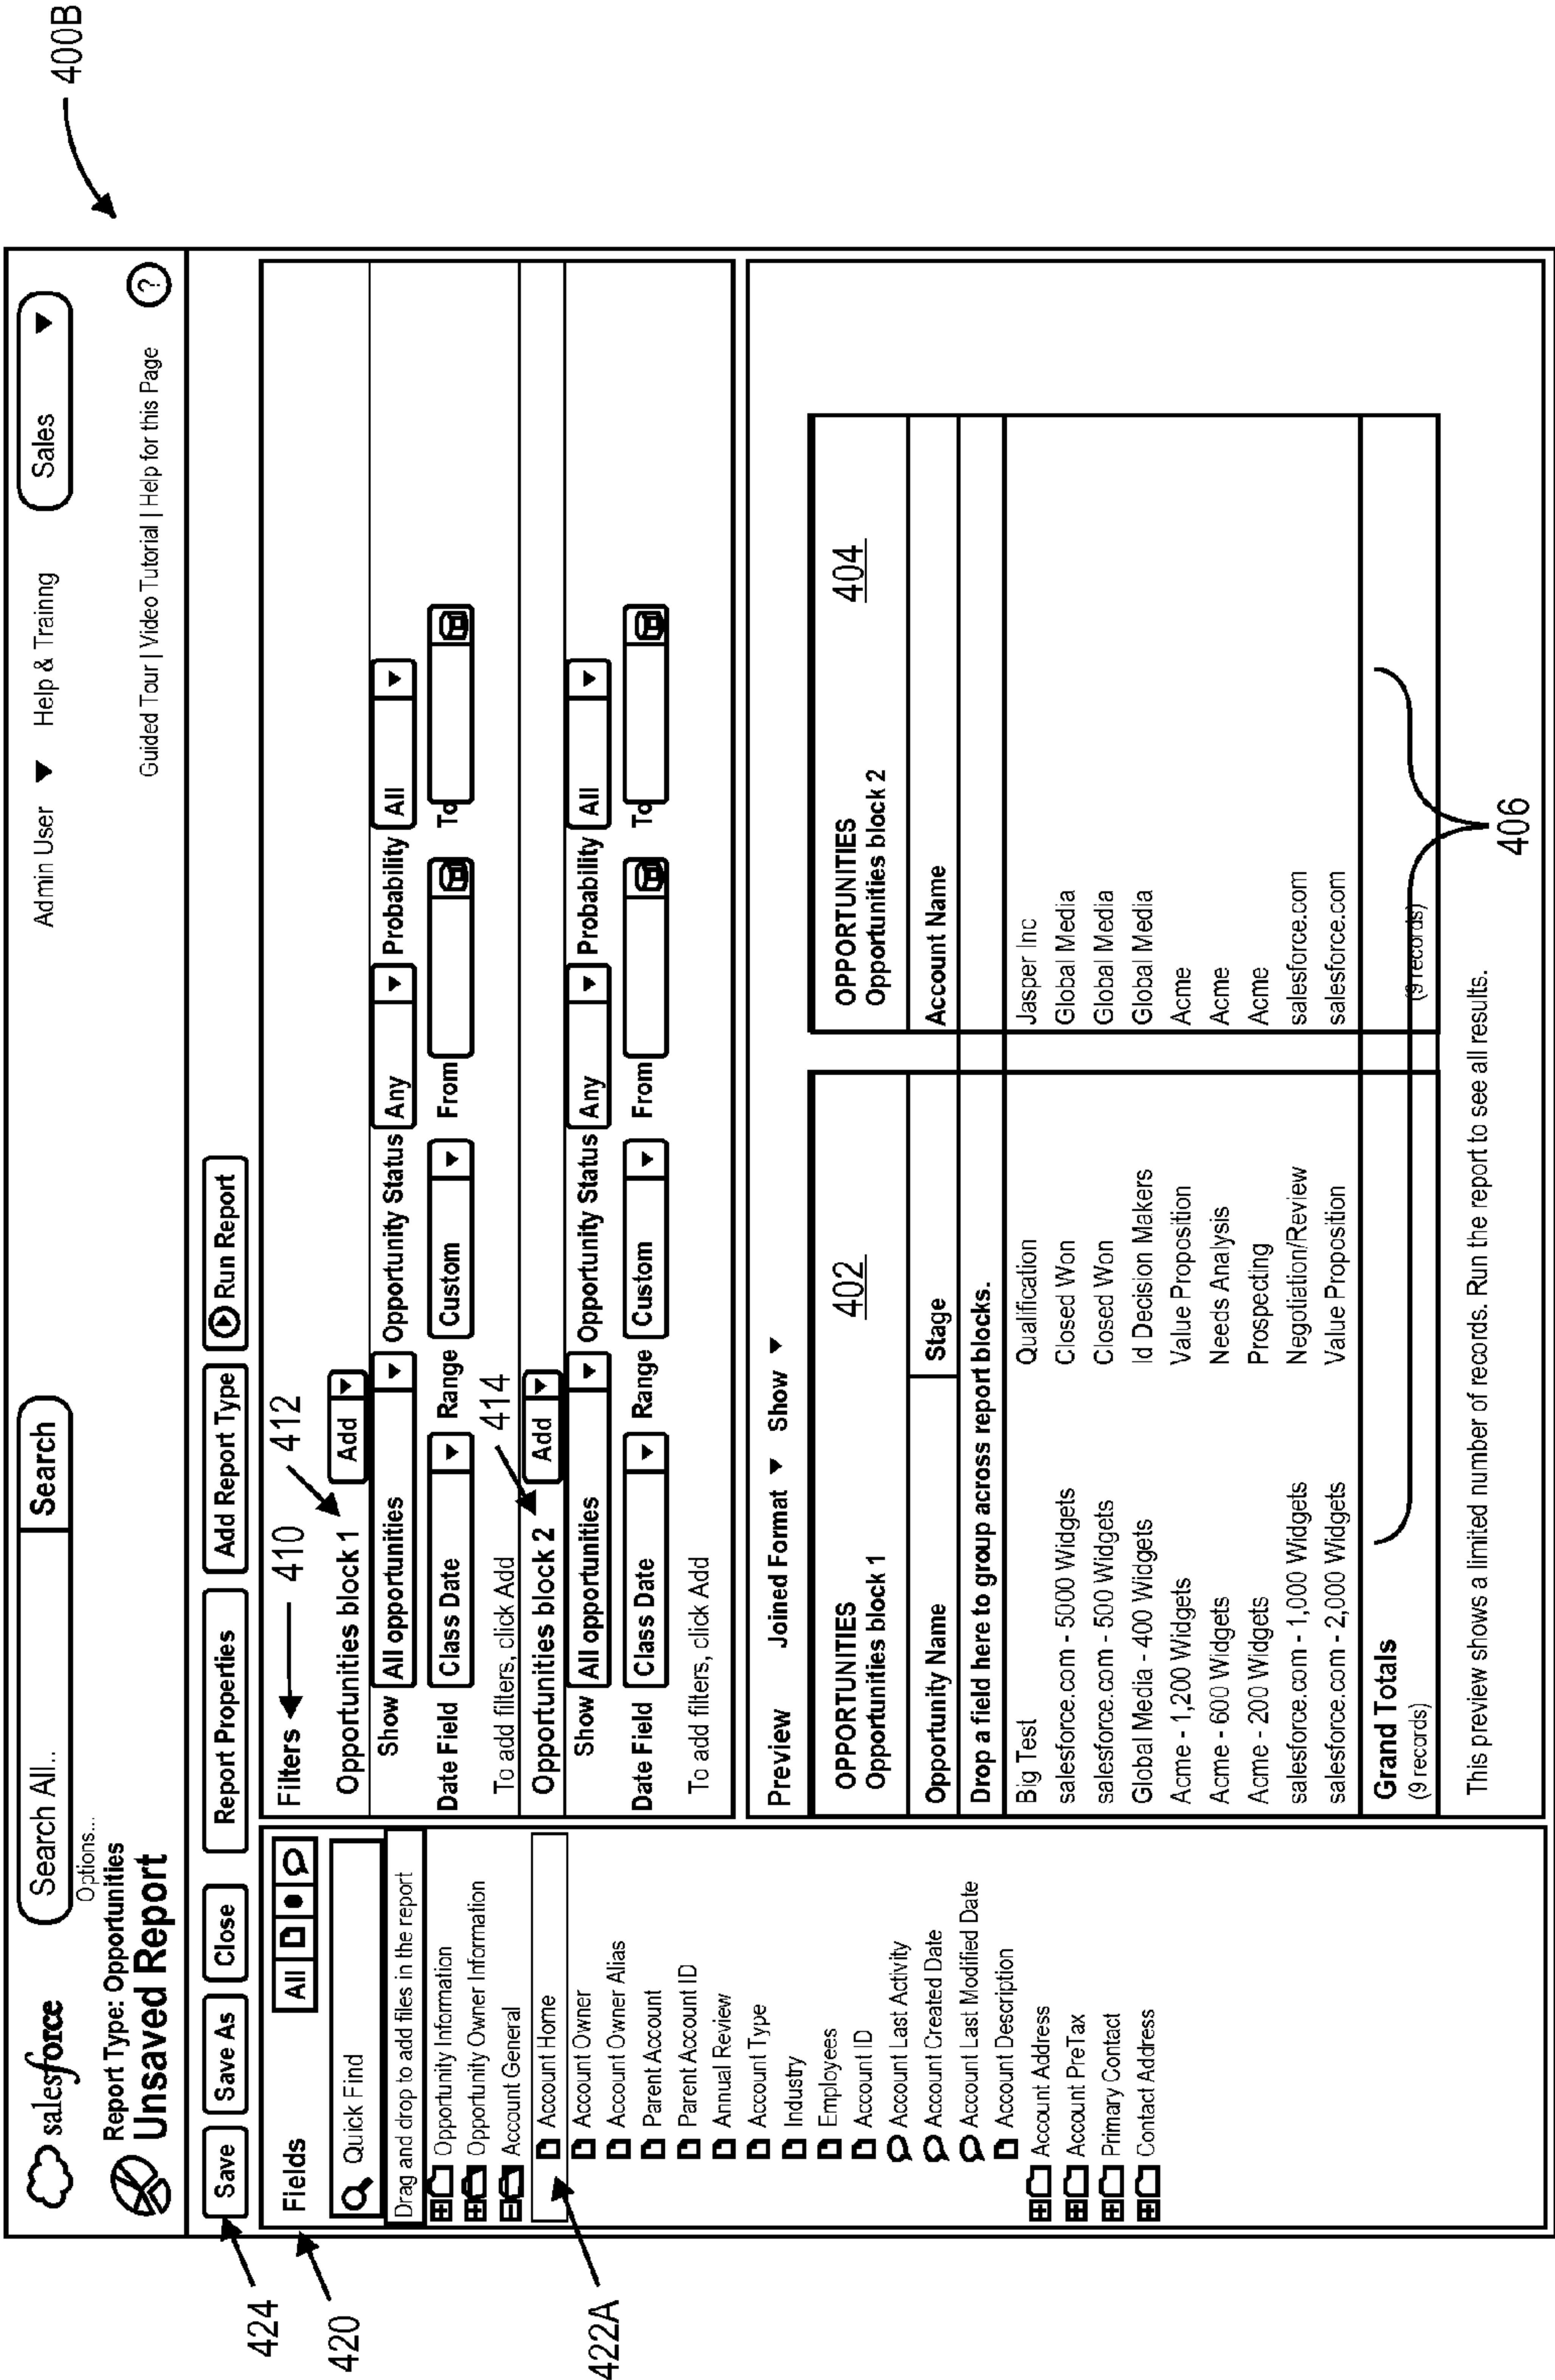 400B
salesforce
Search All..
Search
Admin User
Help & Trainng
Sales
Options...
Report Type: Opportunities
Unsaved Report
Guided Tour | Video Tutorial | Help for this Page
?
424
Save
Save As
Close
Report Properties
Add Report Type
Run Report
420
Fields
All
Quick Find
Drag and drop to add files in the report
Opportunity Information
Opportunity Owner Information
Account General
422A
Account Home
Account Owner
Account Owner Alias
Parent Account
Parent Account ID
Annual Review
Account Type
Industry
Employees
Account ID
Account Last Activity
Account Created Date
Account Last Modified Date
Account Description
Account Address
Account PreTax
Primary Contact
Contact Address
Filters
410
412
Opportunities block 1
Add
Show All opportunities Opportunity Status Any Probability All
Date Field Class Date Range Custom From To
To add filters, click Add
414
Opportunities block 2
Add
Show All opportunities Opportunity Status Any Probability All
Date Field Class Date Range Custom From To
To add filters, click Add
Preview Joined Format Show
OPPORTUNITIES 402 OPPORTUNITIES 404
Opportunities block 1 Opportunities block 2
Opportunity Name Stage Account Name
Drop a field here to group across report blocks.
Big Test Qualification Jasper Inc
salesforce.com - 5000 Widgets Closed Won Global Media
salesforce.com - 500 Widgets Closed Won Global Media
Global Media - 400 Widgets Id Decision Makers Global Media
Acme - 1,200 Widgets Value Proposition Acme
Acme - 600 Widgets Needs Analysis Acme
Acme - 200 Widgets Prospecting Acme
salesforce.com - 1,000 Widgets Negotiation/Review salesforce.com
salesforce.com - 2,000 Widgets Value Proposition salesforce.com
Grand Totals
(9 records) (9 records)
This preview shows a limited number of records. Run the report to see all results.
406